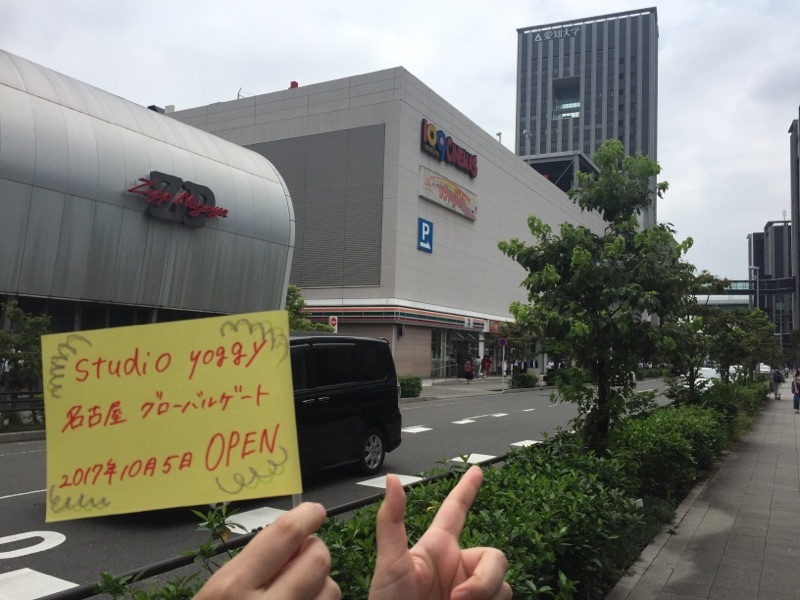 studio yoggy
名古屋 グローバルゲート
2017年10月5日 OPEN
Zepp Nagoya
109 CINEMAS
P
愛知大学